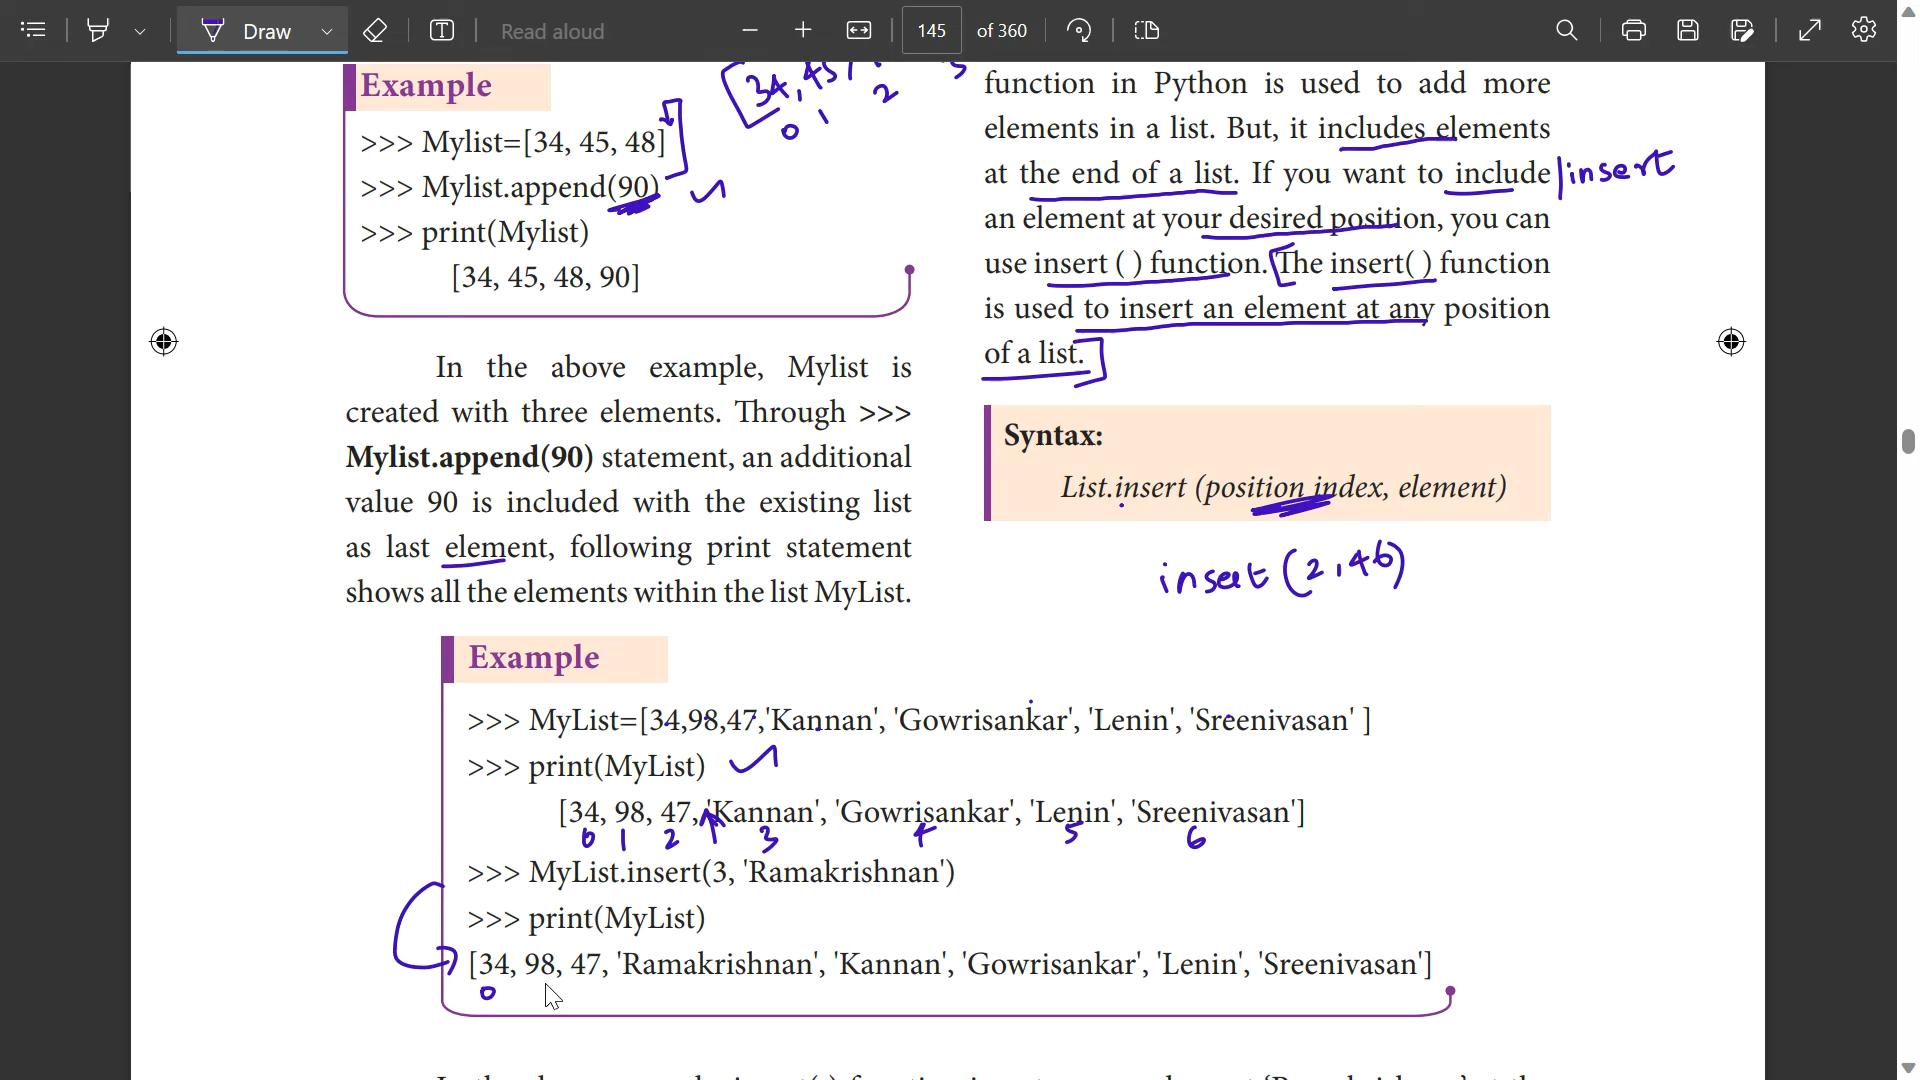 Draw
Read aloud
145 of 360
Example
>>> Mylist=[34, 45, 48]
>>> Mylist.append(90)
>>> print(Mylist)
[34, 45, 48, 90]
[34, 45,
0 1 2
In the above example, Mylist is
created with three elements. Through >>>
Mylist.append(90) statement, an additional
value 90 is included with the existing list
as last element, following print statement
shows all the elements within the list MyList.
function in Python is used to add more
elements in a list. But, it includes elements
at the end of a list. If you want to include /insert
an element at your desired position, you can
use insert ( ) function. The insert( ) function
is used to insert an element at any position
of a list.
Syntax:
List.insert (position index, element)
insert (2,46)
Example
>>> MyList=[34,98,47,'Kannan', 'Gowrisankar', 'Lenin', 'Sreenivasan' ]
>>> print(MyList)
[34, 98, 47, 'Kannan', 'Gowrisankar', 'Lenin', 'Sreenivasan']
0 1 2 3 4 5 6
>>> MyList.insert(3, 'Ramakrishnan')
>>> print(MyList)
[34, 98, 47, 'Ramakrishnan', 'Kannan', 'Gowrisankar', 'Lenin', 'Sreenivasan']
0